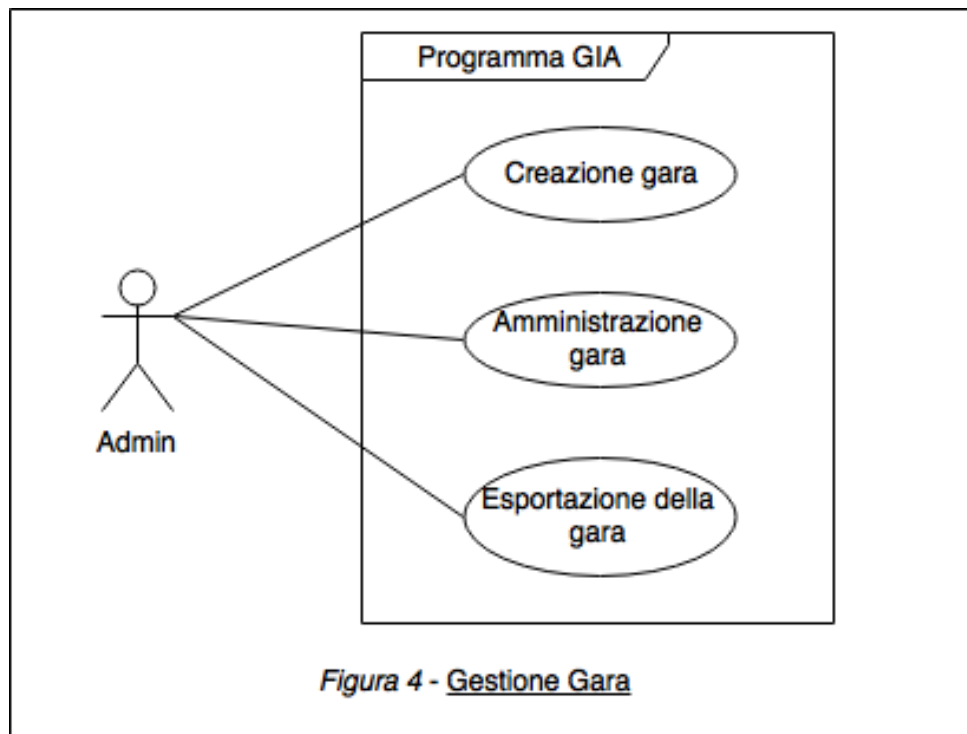 Programma GIA
Creazione gara
Amministrazione
gara
Admin
Esportazione della
gara
Figura 4 - Gestione Gara